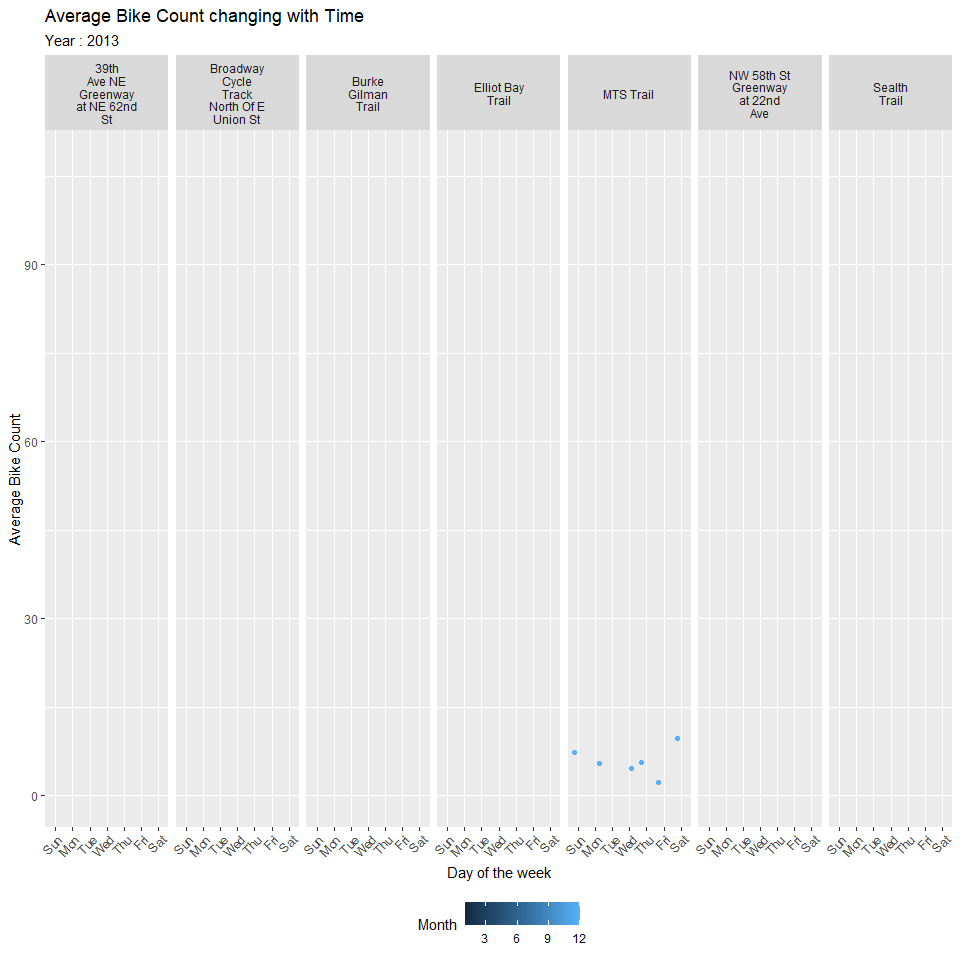 Average Bike Count changing with Time
Year : 2013
39th
Ave NE
Greenway
at NE 62nd
St
Broadway
Cycle
Track
North Of E
Union St
Burke
Gilman
Trail
Elliot Bay
Trail
MTS Trail
NW 58th St
Greenway
at 22nd
Ave
Sealth
Trail
90
60
30
0
Average Bike Count
Sun Mon Tue Wed Thu Fri Sat
Sun Mon Tue Wed Thu Fri Sat
Sun Mon Tue Wed Thu Fri Sat
Sun Mon Tue Wed Thu Fri Sat
Sun Mon Tue Wed Thu Fri Sat
Sun Mon Tue Wed Thu Fri Sat
Sun Mon Tue Wed Thu Fri Sat
Day of the week
Month
3 6 9 12